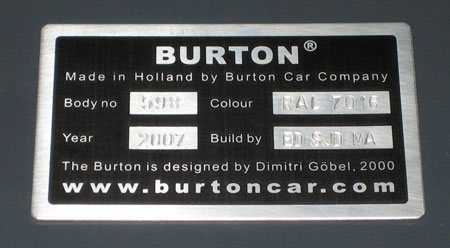 BURTON®
Made in Holland by Burton Car Company
Body no 598 Colour RAL 7016
Year 2007 Build by
The Burton is designed by Dimitri Göbel, 2000
www.burtoncar.com